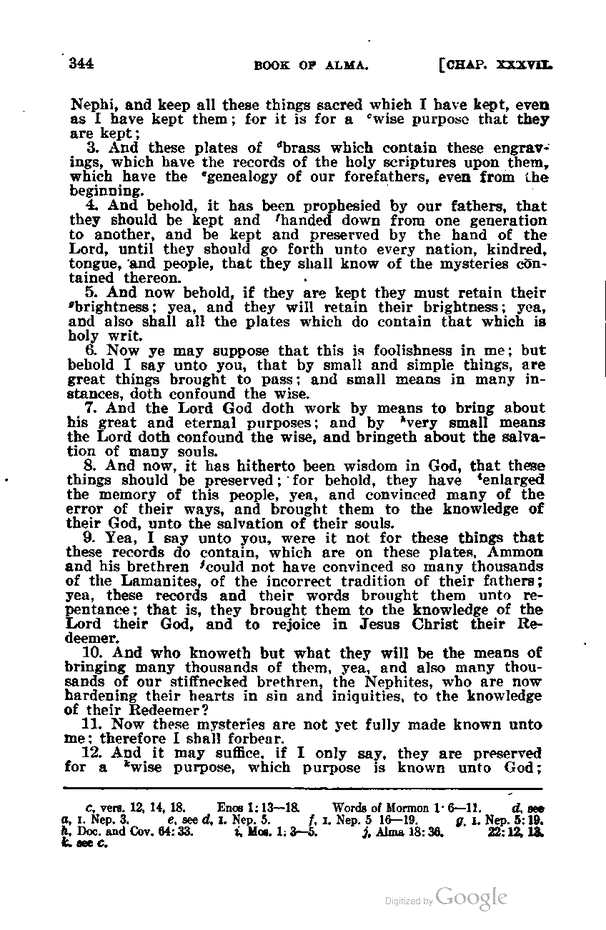 344 BOOK OF ALMA. [CHAP. XXXVII.
Nephi, and keep all these things sacred which I have kept, even
as I have kept them; for it is for a cwise purpose that they
are kept;
3. And these plates of dbrass which contain these engrav-
ings, which have the records of the holy scriptures upon them,
which have the egenealogy of our forefathers, even from the
beginning.
4. And behold, it has been prophesied by our fathers, that
they should be kept and fhanded down from one generation
to another, and be kept and preserved by the hand of the
Lord, until they should go forth unto every nation, kindred,
tongue, and people, that they shall know of the mysteries con-
tained thereon.
5. And now behold, if they are kept they must retain their
gbrightness; yea, and they will retain their brightness; yea,
and also shall all the plates which do contain that which is
holy writ.
6. Now ye may suppose that this is foolishness in me; but
behold I say unto you, that by small and simple things, are
great things brought to pass; and small means in many in-
stances, doth confound the wise.
7. And the Lord God doth work by means to bring about
his great and eternal purposes; and by hvery small means
the Lord doth confound the wise, and bringeth about the salva-
tion of many souls.
8. And now, it has hitherto been wisdom in God, that these
things should be preserved; for behold, they have ienlarged
the memory of this people, yea, and convinced many of the
error of their ways, and brought them to the knowledge of
their God, unto the salvation of their souls.
9. Yea, I say unto you, were it not for these things that
these records do contain, which are on these plates, Ammon
and his brethren jcould not have convinced so many thousands
of the Lamanites, of the incorrect tradition of their fathers;
yea, these records and their words brought them unto re-
pentance; that is, they brought them to the knowledge of the
Lord their God, and to rejoice in Jesus Christ their Re-
deemer.
10. And who knoweth but what they will be the means of
bringing many thousands of them, yea, and also many thou-
sands of our stiffnecked brethren, the Nephites, who are now
hardening their hearts in sin and iniquities, to the knowledge
of their Redeemer?
11. Now these mysteries are not yet fully made known unto
me; therefore I shall forbear.
12. And it may suffice, if I only say, they are preserved
for a kwise purpose, which purpose is known unto God;
c, vers. 12, 14, 18. Enos 1:13—18. Words of Mormon 1:6—11. d, see
a, 1. Nep. 3. e, see d, 1. Nep. 5. f, 1. Nep. 5 16—19. g, 1. Nep. 5:19.
h, Doc. and Cov. 64:33. i, Mos. 1:3—5. j, Alma 18:36. 22:12, 13.
k, see c.
Digitized by Google